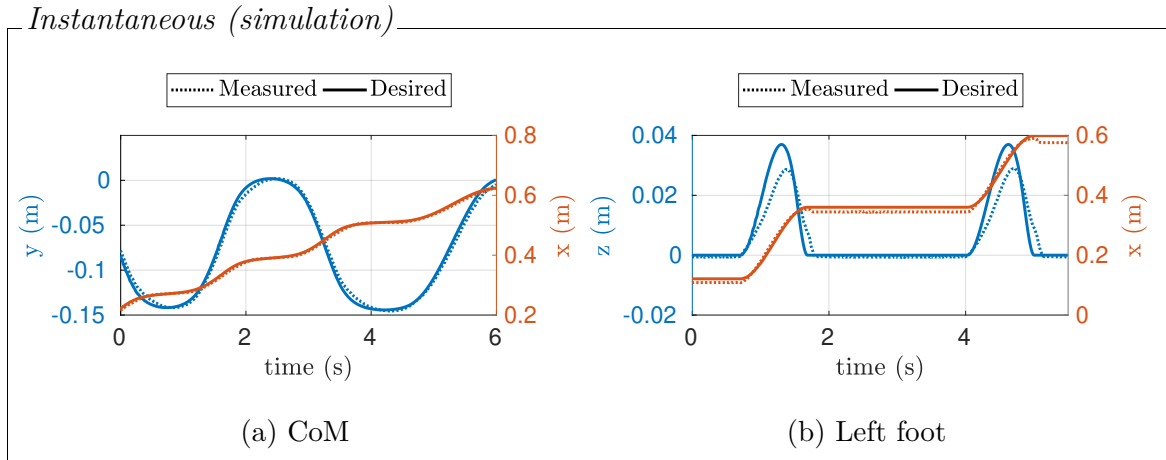 Instantaneous (simulation)
Measured Desired
Measured Desired
0 -0.05 -0.1 -0.15
y (m)
0.8 0.6 0.4 0.2
x (m)
0 2 4 6
time (s)
0.04 0.02 0 -0.02
z (m)
0.6 0.4 0.2 0
x (m)
0 2 4
time (s)
(a) CoM
(b) Left foot